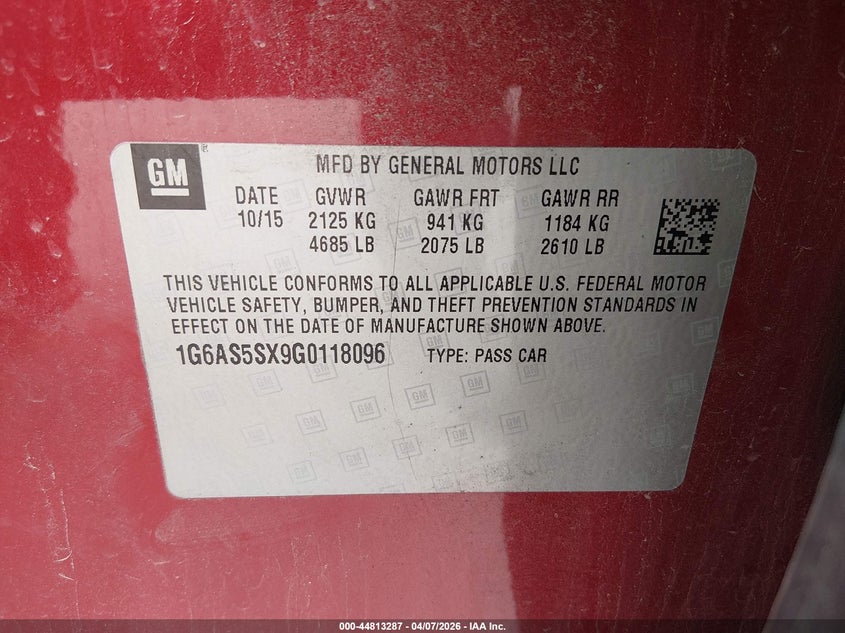 GM
MFD BY GENERAL MOTORS LLC
DATE GVWR GAWR FRT GAWR RR
10/15 2125 KG 941 KG 1184 KG
4685 LB 2075 LB 2610 LB
THIS VEHICLE CONFORMS TO ALL APPLICABLE U.S. FEDERAL MOTOR
VEHICLE SAFETY, BUMPER, AND THEFT PREVENTION STANDARDS IN
EFFECT ON THE DATE OF MANUFACTURE SHOWN ABOVE.
1G6AS5SX9G0118096 TYPE: PASS CAR
000-44813287 - 04/07/2026 - IAA Inc.